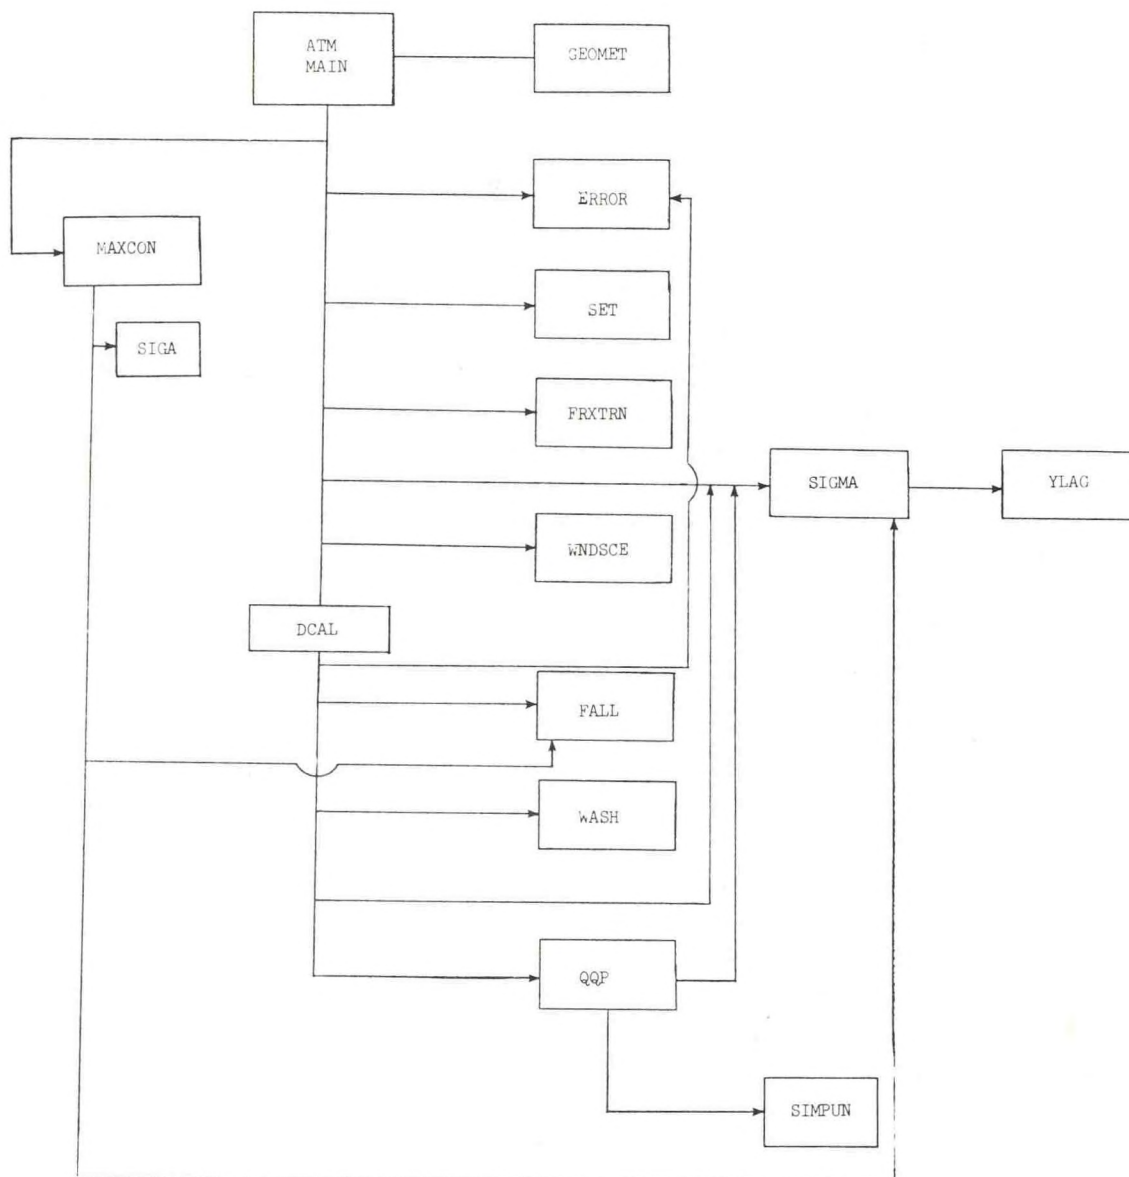 ATM
MAIN
GEOMET
ERROR
MAXCON
SET
SIGA
FRXTRN
SIGMA
YLAG
WNDSCE
DCAL
FALL
WASH
QQP
SIMPUN